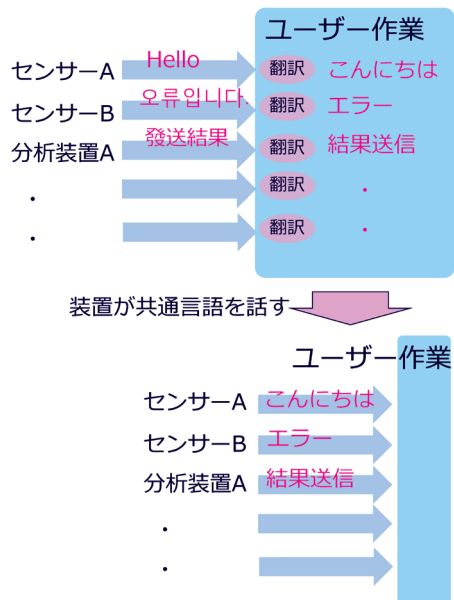 ユーザー作業
センサーA Hello 翻訳 こんにちは
センサーB 오류입니다. 翻訳 エラー
分析装置A 發送結果 翻訳 結果送信
・ 翻訳 ・
・ 翻訳 ・
装置が共通言語を話す
ユーザー作業
センサーA こんにちは
センサーB エラー
分析装置A 結果送信
・
・